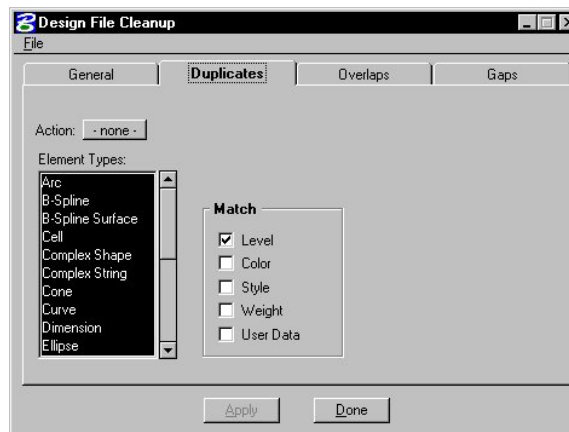 Design File Cleanup
File
General
Duplicates
Overlaps
Gaps
Action: - none -
Element Types:
Arc
B-Spline
B-Spline Surface
Cell
Complex Shape
Complex String
Cone
Curve
Dimension
Ellipse
Match
Level
Color
Style
Weight
User Data
Apply
Done